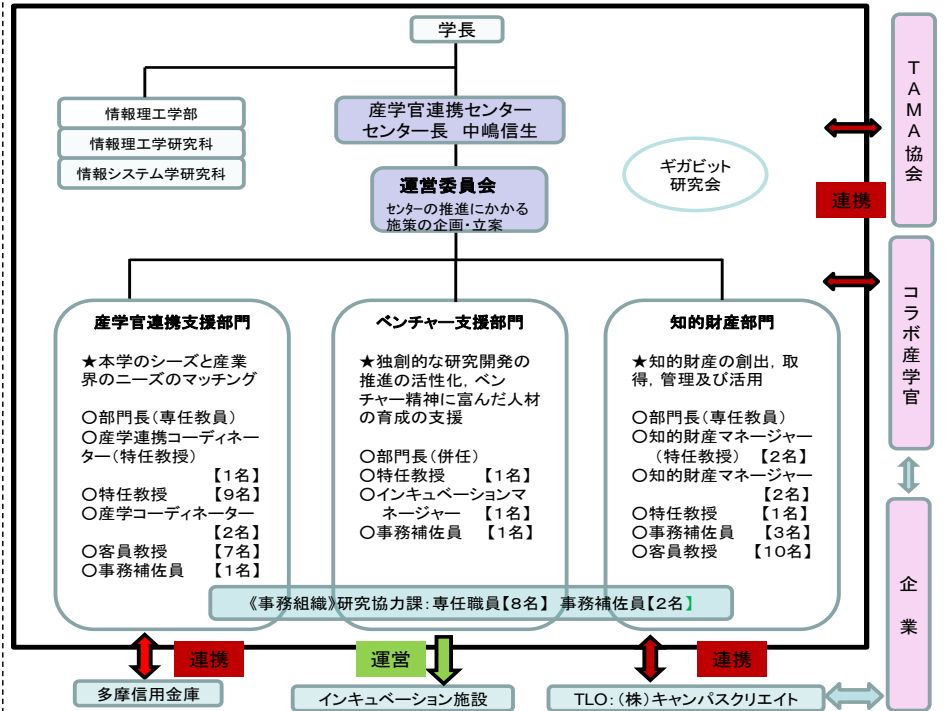 学長
情報理工学部
情報理工学研究科
情報システム学研究科
産学官連携センター
センター長　中嶋信生
運営委員会
センターの推進にかかる
施策の企画・立案
ギガビット
研究会
TAMA協会
連携
コラボ産学官
企業
産学官連携支援部門
★本学のシーズと産業
界のニーズのマッチング
○部門長(専任教員)
○産学連携コーディネー
ター(特任教授)
【1名】
○特任教授　【9名】
○産学コーディネーター
【2名】
○客員教授　【7名】
○事務補佐員　【1名】
ベンチャー支援部門
★独創的な研究開発の
推進の活性化, ベン
チャー精神に富んだ人材
の育成の支援
○部門長(併任)
○特任教授　【1名】
○インキュベーションマ
ネージャー　【1名】
○事務補佐員　【1名】
知的財産部門
★知的財産の創出, 取
得, 管理及び活用
○部門長(専任教員)
○知的財産マネージャー
(特任教授)　【2名】
○知的財産マネージャー
【2名】
○特任教授　【1名】
○事務補佐員　【3名】
○客員教授　【10名】
《事務組織》研究協力課:専任職員【8名】 事務補佐員【2名】
連携
運営
連携
多摩信用金庫
インキュベーション施設
TLO:(株)キャンパスクリエイト